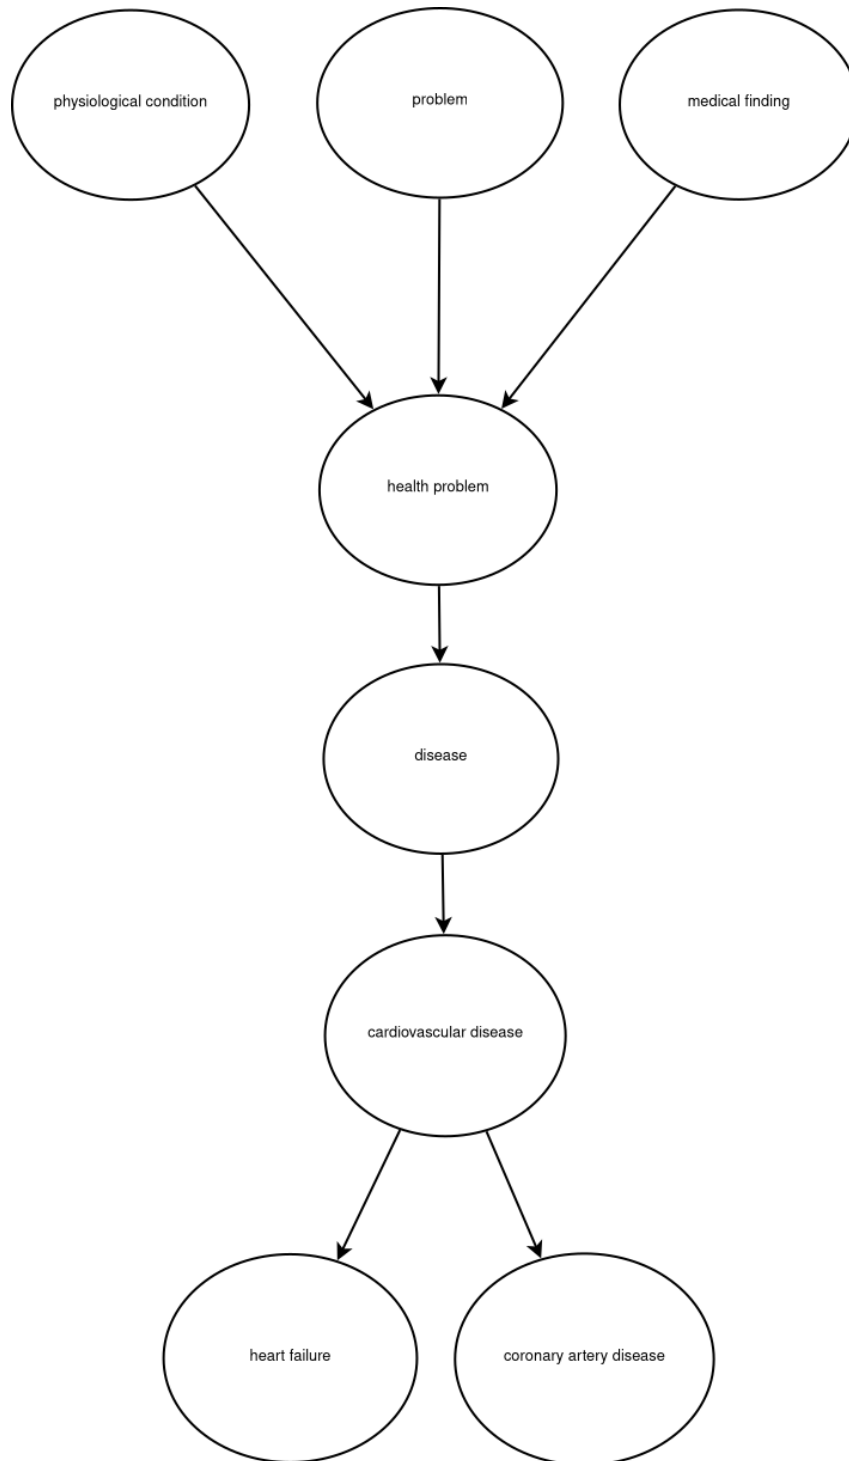 physiological condition
problem
medical finding
health problem
disease
cardiovascular disease
heart failure
coronary artery disease